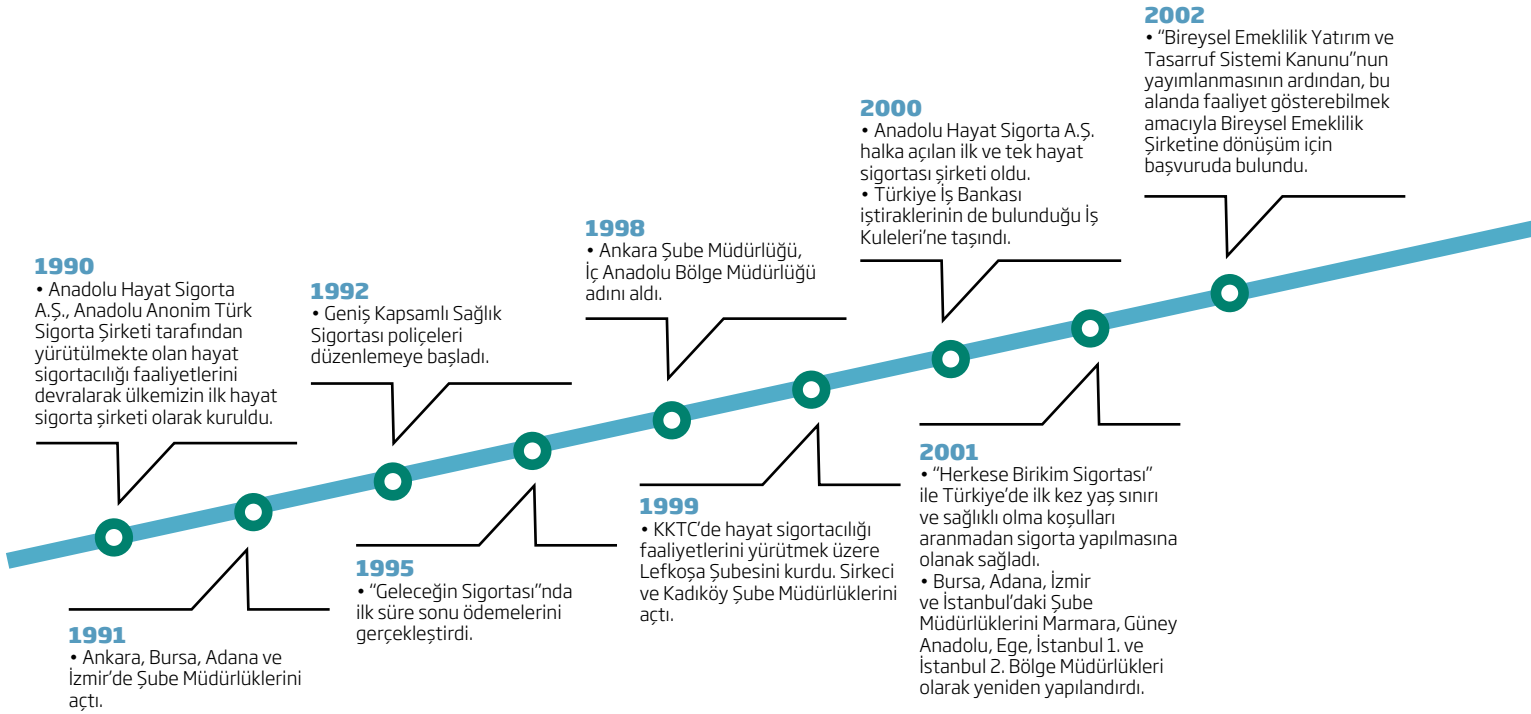 1990
• Anadolu Hayat Sigorta
A.Ş., Anadolu Anonim Türk
Sigorta Şirketi tarafından
yürütülmekte olan hayat
sigortacılığı faaliyetlerini
devralarak ülkemizin ilk hayat
sigorta şirketi olarak kuruldu.
1991
• Ankara, Bursa, Adana ve
İzmir’de Şube Müdürlüklerini
açtı.
1992
• Geniş Kapsamlı Sağlık
Sigortası poliçeleri
düzenlemeye başladı.
1995
• “Geleceğin Sigortası”nda
ilk süre sonu ödemelerini
gerçekleştirdi.
1998
• Ankara Şube Müdürlüğü,
İç Anadolu Bölge Müdürlüğü
adını aldı.
1999
• KKTC’de hayat sigortacılığı
faaliyetlerini yürütmek üzere
Lefkoşa Şubesini kurdu. Sirkeci
ve Kadıköy Şube Müdürlüklerini
açtı.
2000
• Anadolu Hayat Sigorta A.Ş.
halka açılan ilk ve tek hayat
sigortası şirketi oldu.
• Türkiye İş Bankası
iştiraklerinin de bulunduğu İş
Kuleleri’ne taşındı.
2001
• “Herkese Birikim Sigortası”
ile Türkiye’de ilk kez yaş sınırı
ve sağlıklı olma koşulları
aranmadan sigorta yapılmasına
olanak sağladı.
• Bursa, Adana, İzmir
ve İstanbul’daki Şube
Müdürlüklerini Marmara, Güney
Anadolu, Ege, İstanbul 1. ve
İstanbul 2. Bölge Müdürlükleri
olarak yeniden yapılandırdı.
2002
• “Bireysel Emeklilik Yatırım ve
Tasarruf Sistemi Kanunu”nun
yayımlanmasının ardından, bu
alanda faaliyet gösterebilmek
amacıyla Bireysel Emeklilik
Şirketine dönüşüm için
başvuruda bulundu.